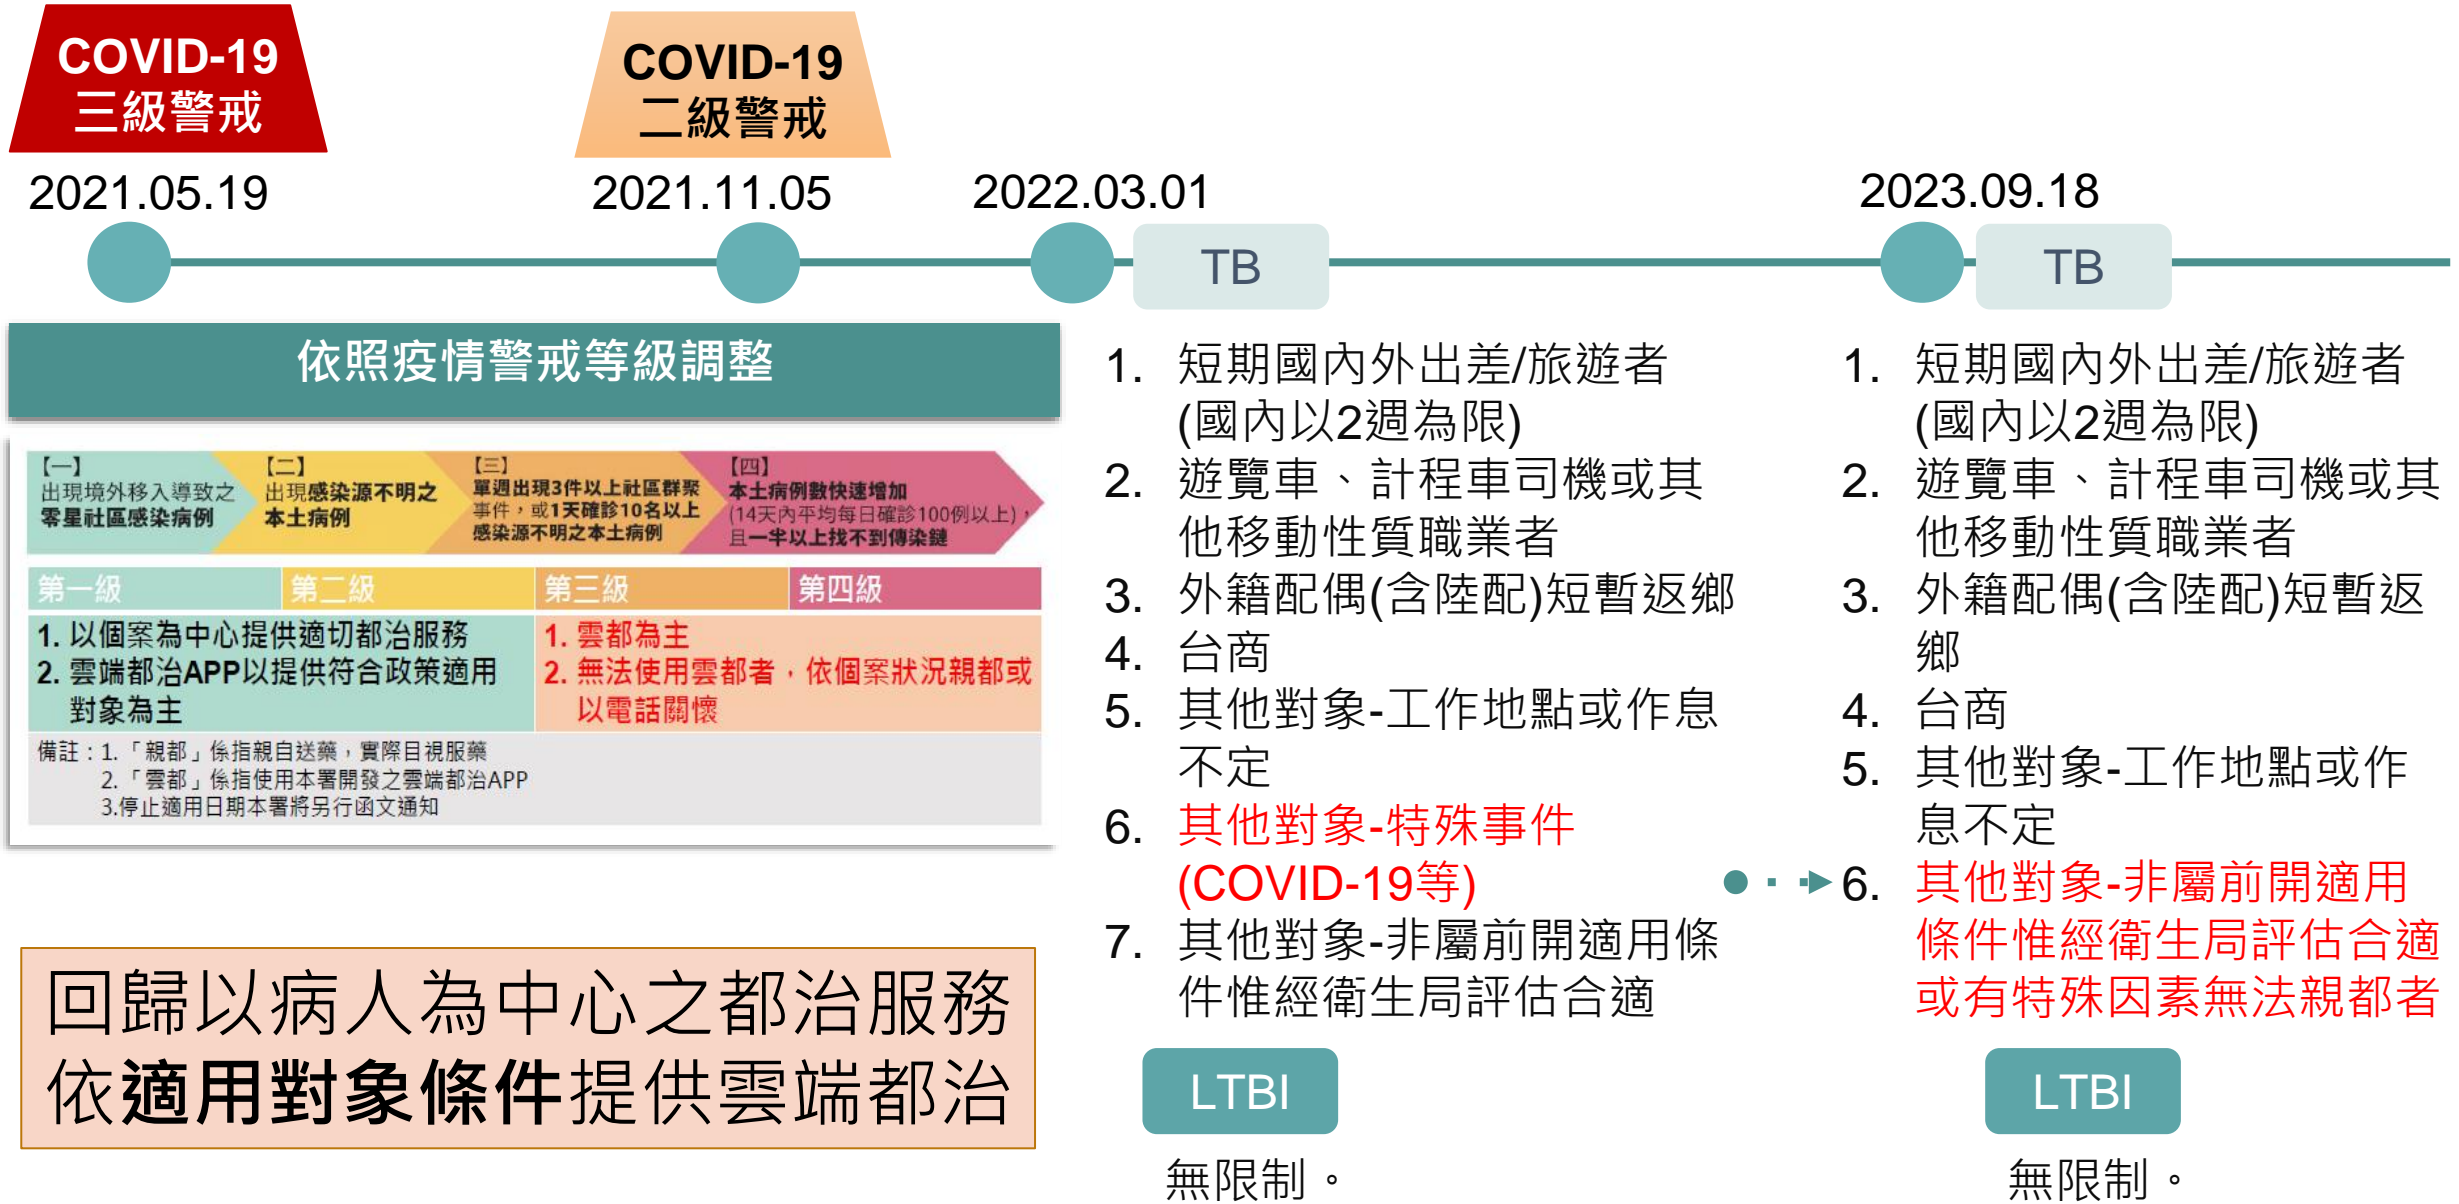 COVID-19
三級警戒
COVID-19
二級警戒
2021.05.19
2021.11.05
2022.03.01
2023.09.18
TB
TB
依照疫情警戒等級調整
【一】
出現境外移入導致之
零星社區感染病例
【二】
出現感染源不明之
本土病例
【三】
單週出現3件以上社區群聚
事件，或1天確診10名以上
感染源不明之本土病例
【四】
本土病例數快速增加
(14天內平均每日確診100例以上)，
且一半以上找不到傳染鏈
第一級
第二級
第三級
第四級
1. 以個案為中心提供適切都治服務
2. 雲端都治APP以提供符合政策適用
對象為主
1. 雲都為主
2. 無法使用雲都者，依個案狀況親都或
以電話關懷
備註：1.「親都」係指親自送藥，實際目視服藥
2.「雲都」係指使用本署開發之雲端都治APP
3.停止適用日期本署將另行函文通知
回歸以病人為中心之都治服務
依適用對象條件提供雲端都治
1. 短期國內外出差/旅遊者
(國內以2週為限)
2. 遊覽車、計程車司機或其
他移動性質職業者
3. 外籍配偶(含陸配)短暫返鄉
4. 台商
5. 其他對象-工作地點或作息
不定
6. 其他對象-特殊事件
(COVID-19等)
7. 其他對象-非屬前開適用條
件惟經衛生局評估合適
LTBI
無限制。
1. 短期國內外出差/旅遊者
(國內以2週為限)
2. 遊覽車、計程車司機或其
他移動性質職業者
3. 外籍配偶(含陸配)短暫返
鄉
4. 台商
5. 其他對象-工作地點或作
息不定
6. 其他對象-非屬前開適用
條件惟經衛生局評估合適
或有特殊因素無法親都者
LTBI
無限制。